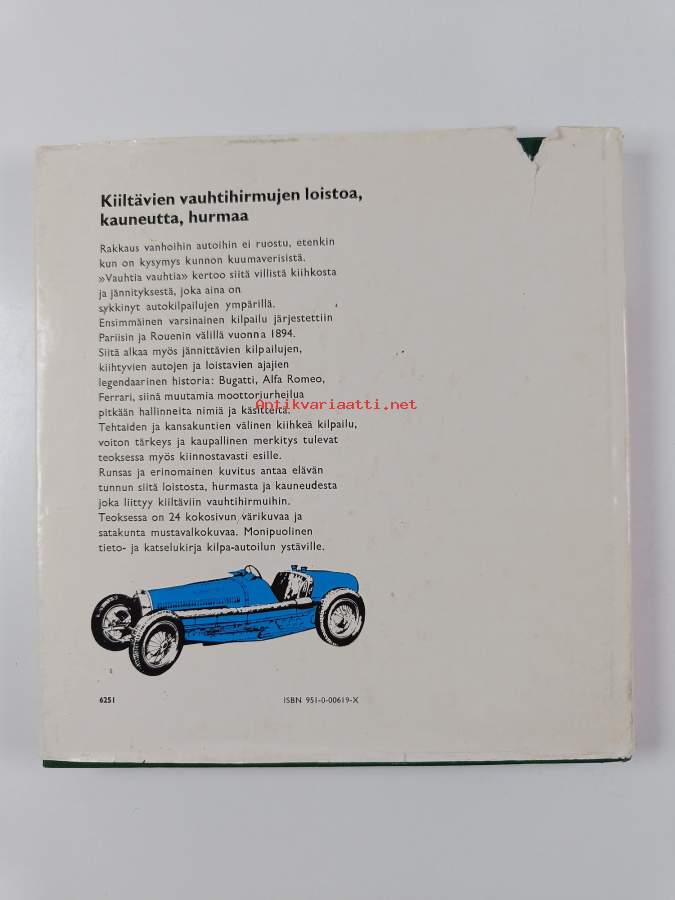 Kiiltävien vauhtihirmujen loistoa,
kauneutta, hurmaa
Rakkaus vanhoihin autoihin ei ruostu, etenkin
kun on kysymys kunnon kuumaverisistä.
»Vauhtia vauhtia» kertoo siitä villistä kiihkosta
ja jännityksestä, joka aina on
sykkinyt autokilpailujen ympärillä.
Ensimmäinen varsinainen kilpailu järjestettiin
Pariisin ja Rouenin välillä vuonna 1894.
Siitä alkaa myös jännittävien kilpailujen,
kiihtyvien autojen ja loistavien ajajien
legendaarinen historia: Bugatti, Alfa Romeo,
Ferrari, siinä muutamia moottoriurheilua
Antikvariaatti.net
pitkään hallinneita nimiä ja käsitteitä.
Tehtaiden ja kansakuntien välinen kiihkeä kilpailu,
voiton tärkeys ja kaupallinen merkitys tulevat
teoksessa myös kiinnostavasti esille.
Runsas ja erinomainen kuvitus antaa elävän
tunnun siitä loistosta, hurmasta ja kauneudesta
joka liittyy kiiltäviin vauhtihirmuihin.
Teoksessa on 24 kokosivun värikuvaa ja
satakunta mustavalkokuvaa. Monipuolinen
tieto- ja katselukirja kilpa-autoilun ystäville.
6251
ISBN 951-0-00619-X